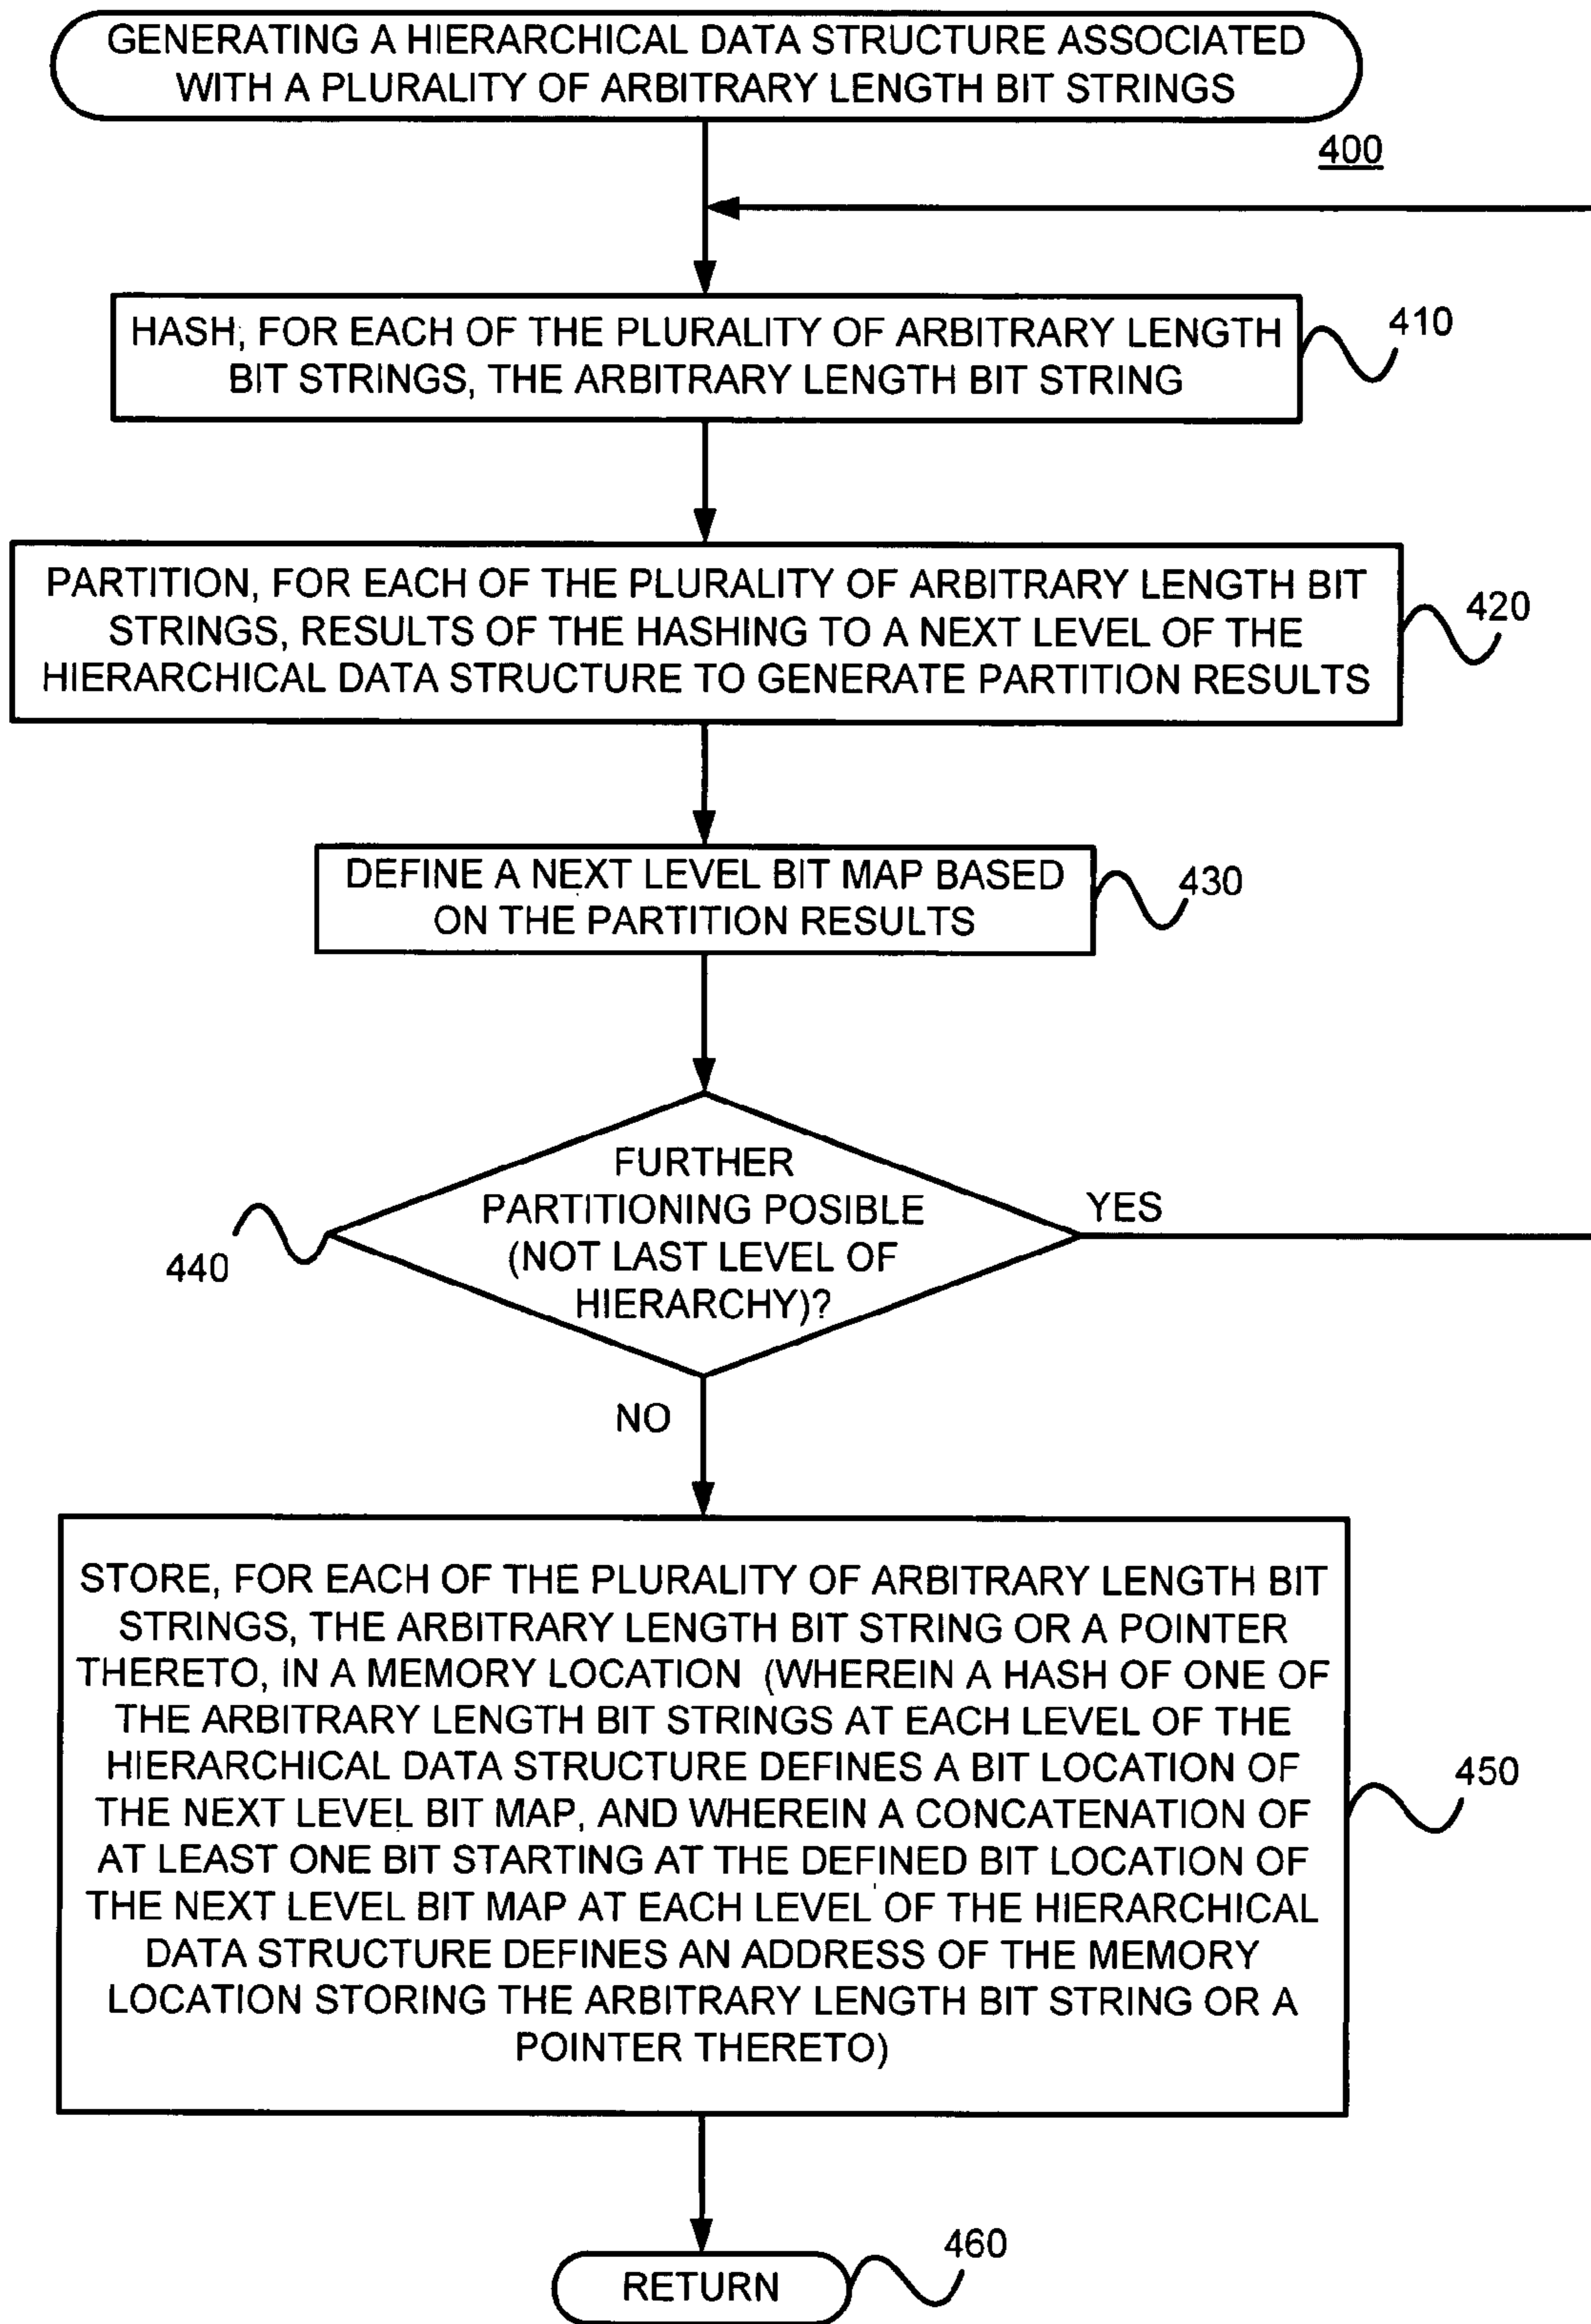 GENERATING A HIERARCHICAL DATA STRUCTURE ASSOCIATED
WITH A PLURALITY OF ARBITRARY LENGTH BIT STRINGS
400
HASH, FOR EACH OF THE PLURALITY OF ARBITRARY LENGTH
BIT STRINGS, THE ARBITRARY LENGTH BIT STRING
410
PARTITION, FOR EACH OF THE PLURALITY OF ARBITRARY LENGTH BIT
STRINGS, RESULTS OF THE HASHING TO A NEXT LEVEL OF THE
HIERARCHICAL DATA STRUCTURE TO GENERATE PARTITION RESULTS
420
DEFINE A NEXT LEVEL BIT MAP BASED
ON THE PARTITION RESULTS
430
FURTHER
PARTITIONING POSIBLE
(NOT LAST LEVEL OF
HIERARCHY)?
YES
440
NO
STORE, FOR EACH OF THE PLURALITY OF ARBITRARY LENGTH BIT
STRINGS, THE ARBITRARY LENGTH BIT STRING OR A POINTER
THERETO, IN A MEMORY LOCATION (WHEREIN A HASH OF ONE OF
THE ARBITRARY LENGTH BIT STRINGS AT EACH LEVEL OF THE
HIERARCHICAL DATA STRUCTURE DEFINES A BIT LOCATION OF
THE NEXT LEVEL BIT MAP, AND WHEREIN A CONCATENATION OF
AT LEAST ONE BIT STARTING AT THE DEFINED BIT LOCATION OF
THE NEXT LEVEL BIT MAP AT EACH LEVEL OF THE HIERARCHICAL
DATA STRUCTURE DEFINES AN ADDRESS OF THE MEMORY
LOCATION STORING THE ARBITRARY LENGTH BIT STRING OR A
POINTER THERETO)
450
RETURN
460